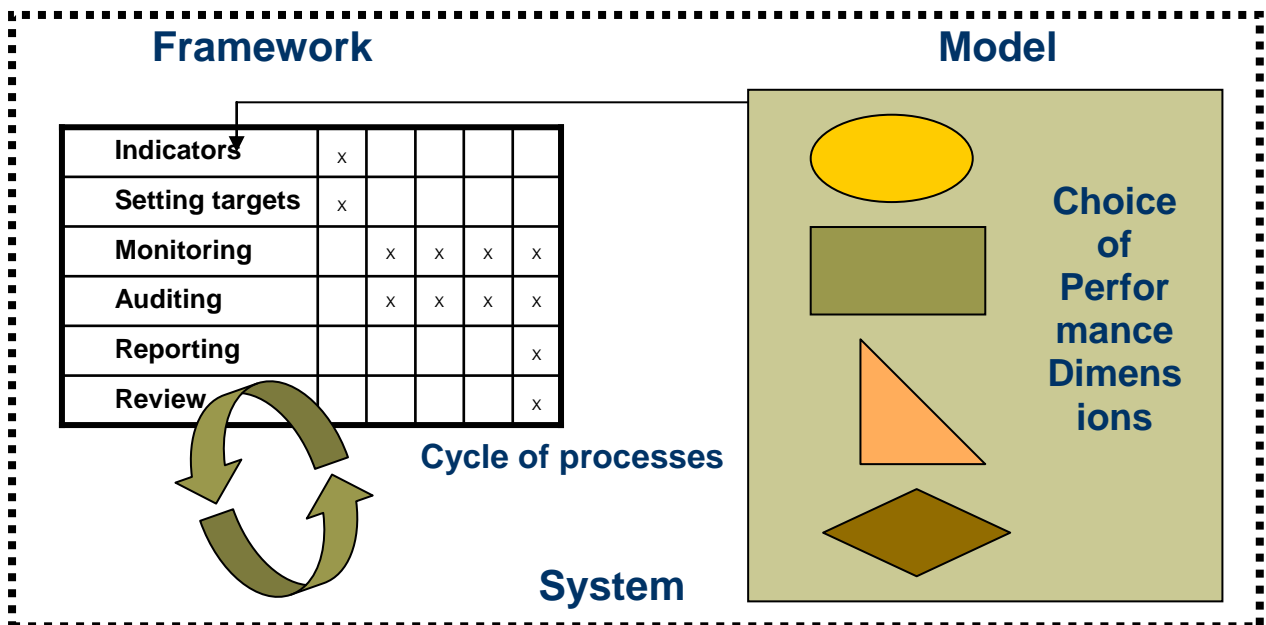 Framework
Model
Indicators x
Setting targets x
Monitoring x x x x
Auditing x x x x
Reporting x
Review x
Cycle of processes
Choice
of
Perfor
mance
Dimens
ions
System